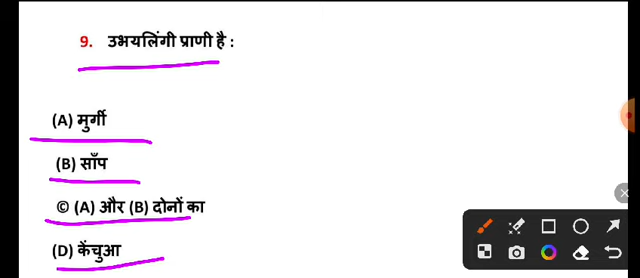 9. उभयलिंगी प्राणी है :
(A) मुर्गी
(B) साँप
© (A) और (B) दोनों का
(D) केंचुआ